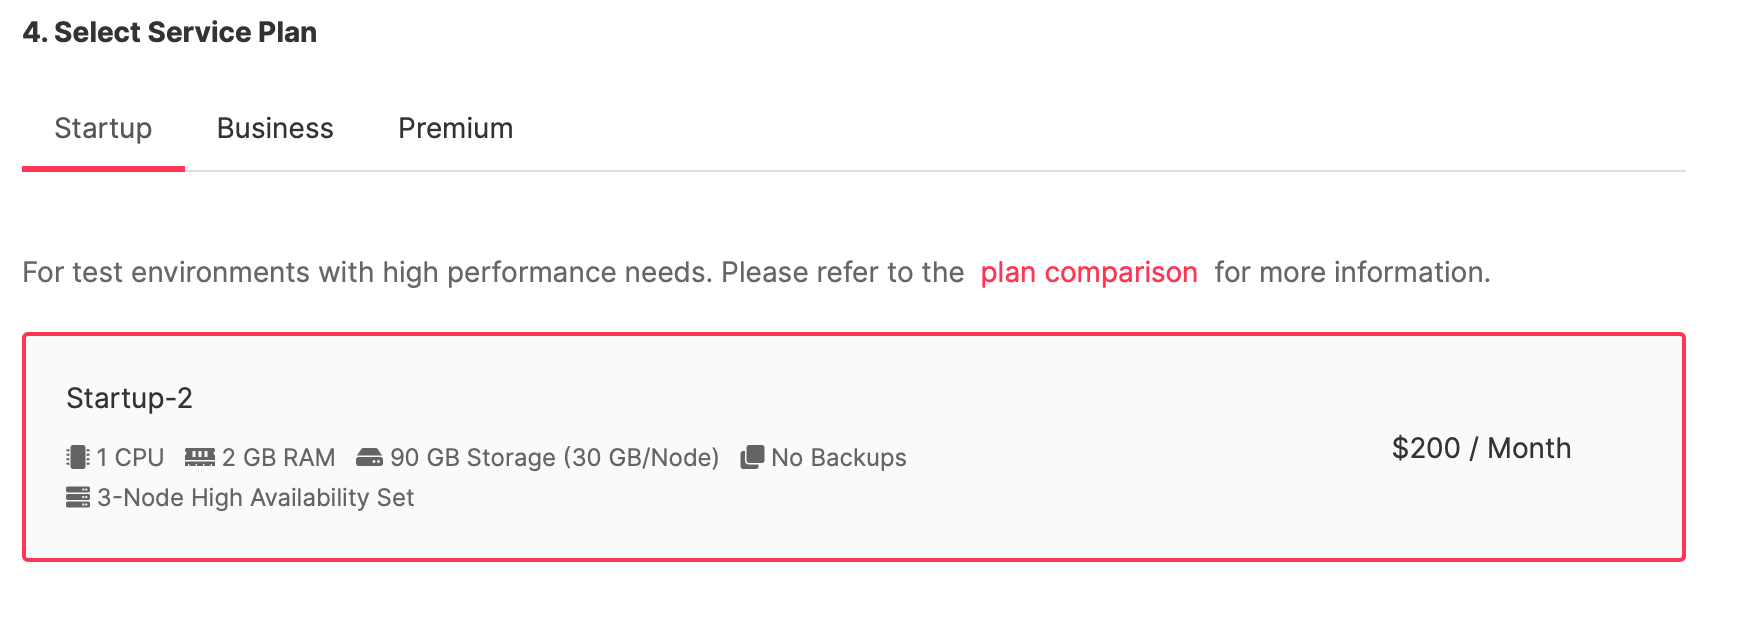 4. Select Service Plan
Startup Business Premium
For test environments with high performance needs. Please refer to the plan comparison for more information.
Startup-2
1 CPU 2 GB RAM 90 GB Storage (30 GB/Node) No Backups
$200 / Month
3-Node High Availability Set